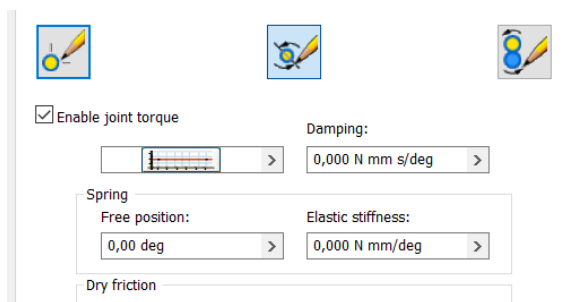 Enable joint torque
Damping:
0,000 N mm s/deg
Spring
Free position:
Elastic stiffness:
0,00 deg
0,000 N mm/deg
Dry friction